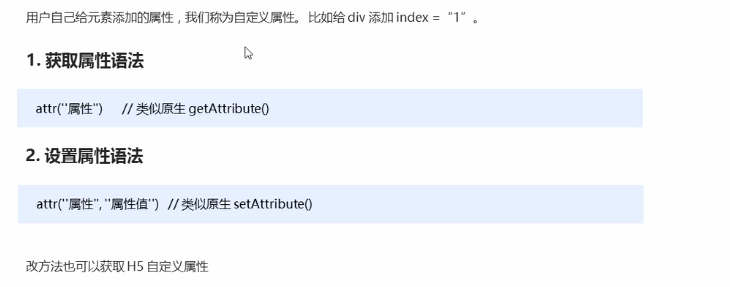 用户自己给元素添加的属性，我们称为自定义属性。 比如给 div 添加 index = “1”。
1. 获取属性语法
attr(''属性'') // 类似原生 getAttribute()
2. 设置属性语法
attr(''属性'', ''属性值'') // 类似原生 setAttribute()
改方法也可以获取 H5 自定义属性